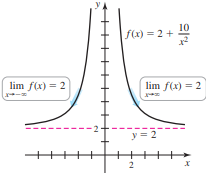 y
f(x) = 2 + 10/x²
lim f(x) = 2
x→-∞
lim f(x) = 2
x→∞
2
y = 2
2
x